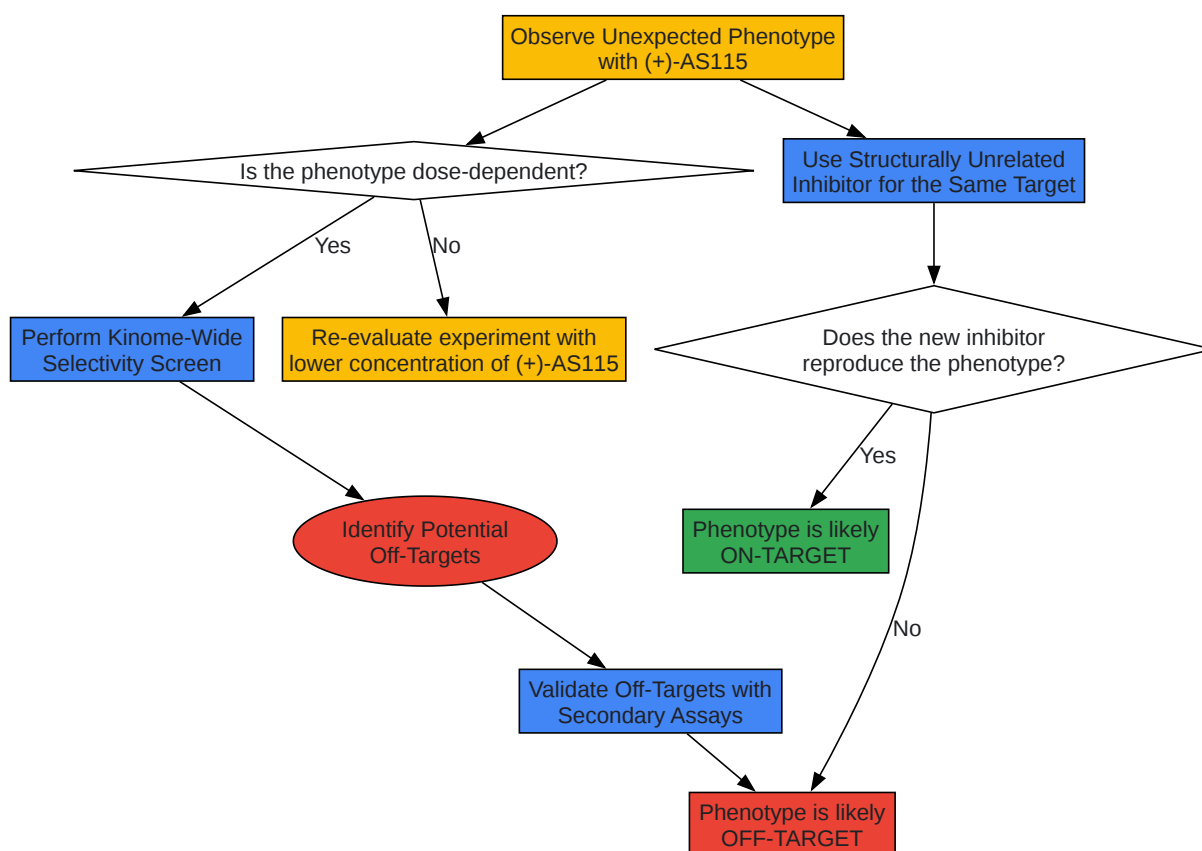 Observe Unexpected Phenotype
with (+)-AS115
Is the phenotype dose-dependent?
Use Structurally Unrelated
Inhibitor for the Same Target
Yes
No
Perform Kinome-Wide
Selectivity Screen
Re-evaluate experiment with
lower concentration of (+)-AS115
Does the new inhibitor
reproduce the phenotype?
Yes
Identify Potential
Off-Targets
Phenotype is likely
ON-TARGET
No
Validate Off-Targets with
Secondary Assays
Phenotype is likely
OFF-TARGET